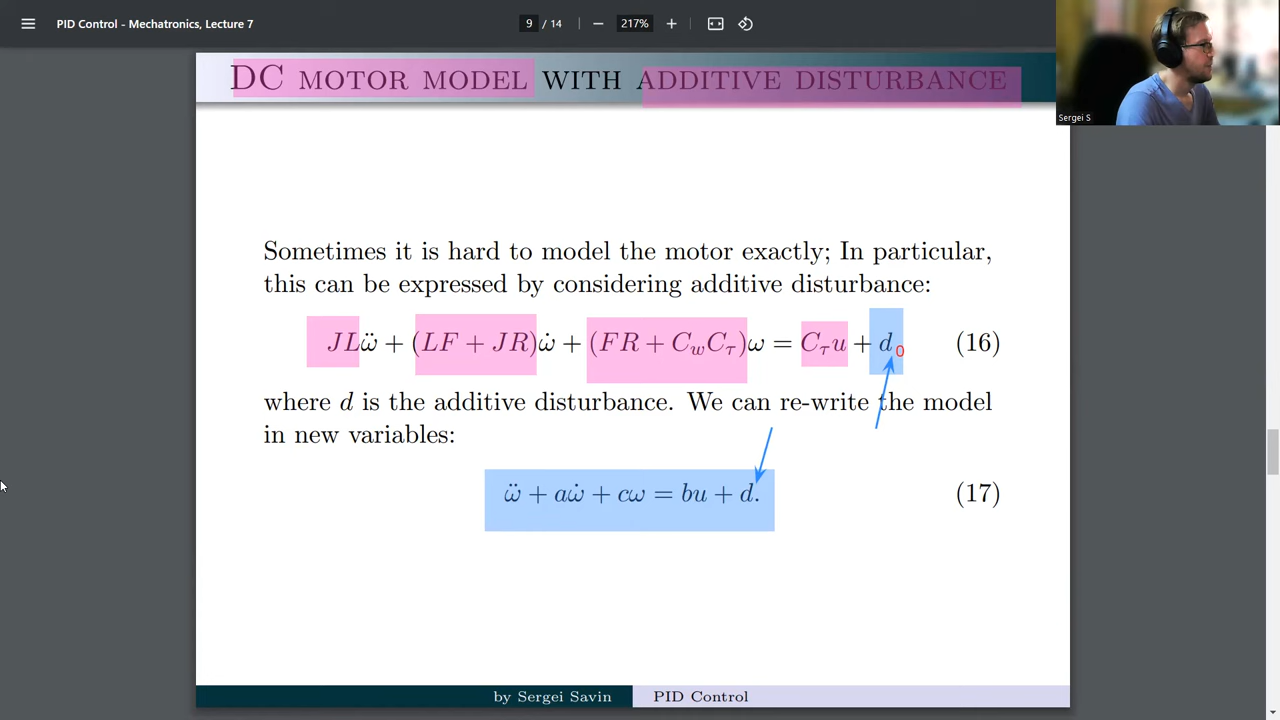 PID Control - Mechatronics, Lecture 7
9 / 14
217%
Sergei S
DC MOTOR MODEL WITH ADDITIVE DISTURBANCE
Sometimes it is hard to model the motor exactly; In particular,
this can be expressed by considering additive disturbance:
JLω̈ + (LF + JR)ω̇ + (FR + C_wC_τ)ω = C_τu + d₀ (16)
where d is the additive disturbance. We can re-write the model
in new variables:
ω̈ + aω̇ + cω = bu + d. (17)
by Sergei Savin
PID Control